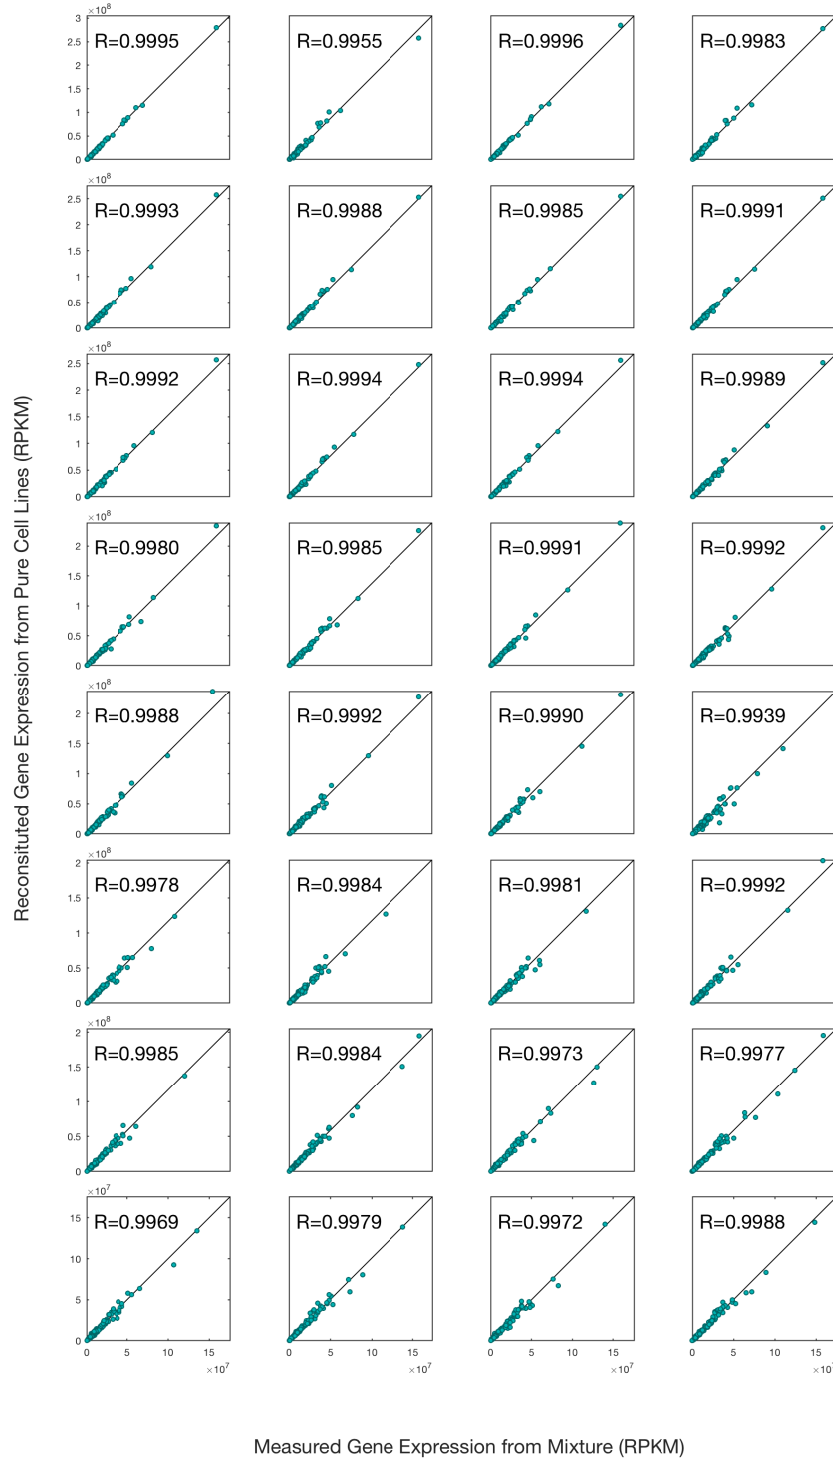 ×10^8
3
2.5
2
1.5
1
0.5
0
R=0.9995
R=0.9955
R=0.9996
R=0.9983
×10^8
2.5
2
1.5
1
0.5
0
R=0.9993
R=0.9988
R=0.9985
R=0.9991
×10^8
2.5
2
1.5
1
0.5
0
R=0.9992
R=0.9994
R=0.9994
R=0.9989
×10^8
2
1.5
1
0.5
0
R=0.9980
R=0.9985
R=0.9991
R=0.9992
×10^8
2
1.5
1
0.5
0
R=0.9988
R=0.9992
R=0.9990
R=0.9939
×10^8
2
1.5
1
0.5
0
R=0.9978
R=0.9984
R=0.9981
R=0.9992
×10^8
2
1.5
1
0.5
0
R=0.9985
R=0.9984
R=0.9973
R=0.9977
×10^7
15
10
5
0
R=0.9969
R=0.9979
R=0.9972
R=0.9988
0 5 10 15
0 5 10 15
0 5 10 15
0 5 10 15
×10^7
×10^7
×10^7
×10^7
Reconsituted Gene Expression from Pure Cell Lines (RPKM)
Measured Gene Expression from Mixture (RPKM)